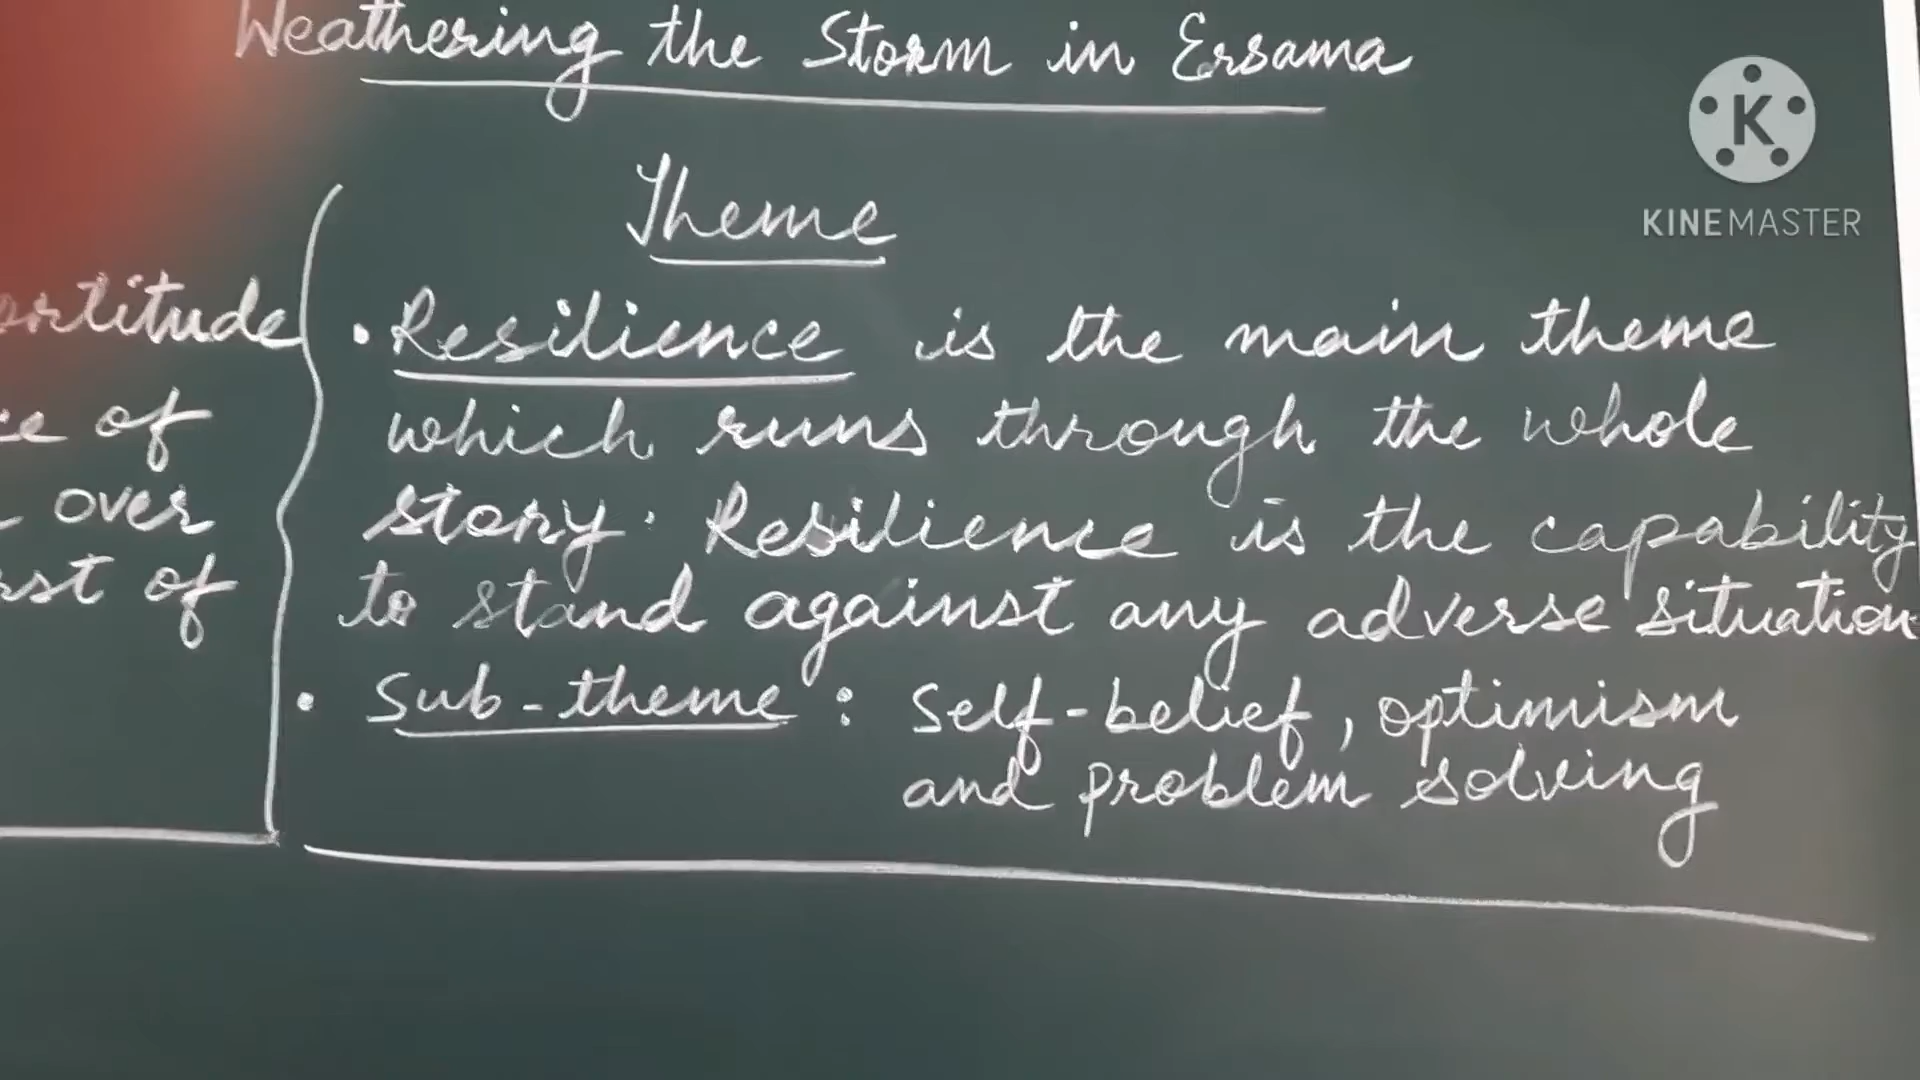 Weathering the Storm in Ersama
Theme
of
over
of
• Resilience is the main theme
which runs through the whole
story. Resilience is the capability
to stand against any adverse situation
• Sub-theme : Self-belief, optimism
and problem solving
K
KINEMASTER